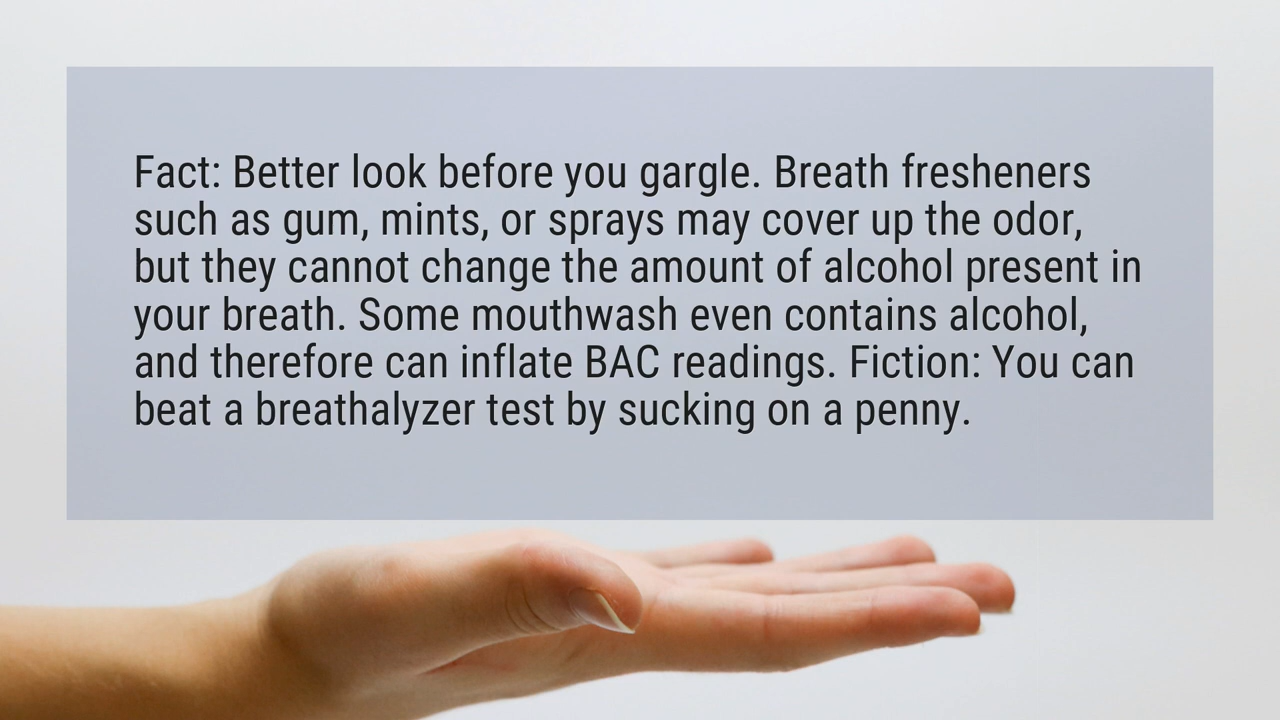 Fact: Better look before you gargle. Breath fresheners
such as gum, mints, or sprays may cover up the odor,
but they cannot change the amount of alcohol present in
your breath. Some mouthwash even contains alcohol,
and therefore can inflate BAC readings. Fiction: You can
beat a breathalyzer test by sucking on a penny.